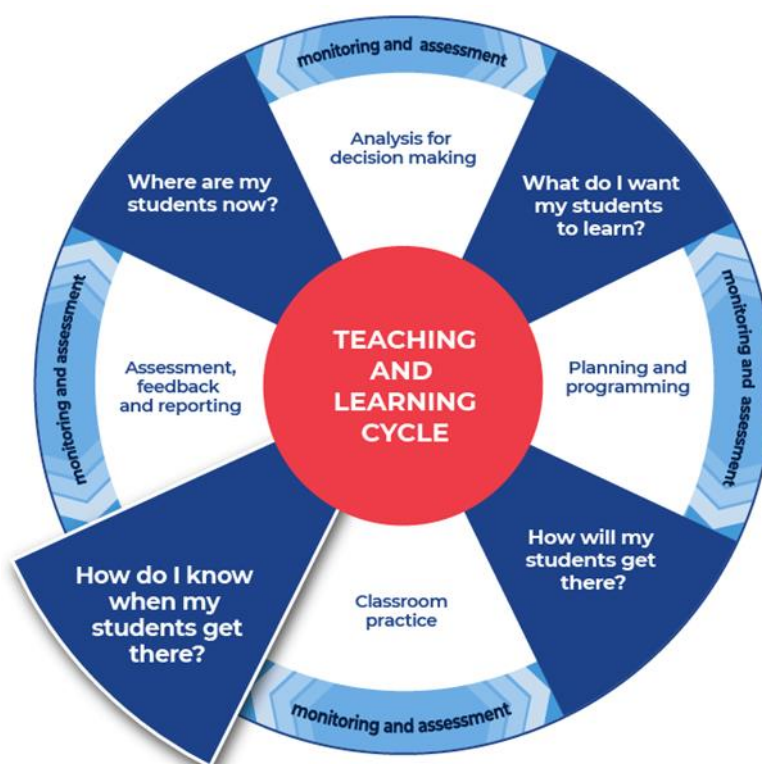 monitoring and assessment
Analysis for
decision making
Where are my
students now?
What do I want
my students
to learn?
monitoring and assessment
monitoring and assessment
TEACHING
AND
LEARNING
CYCLE
Assessment,
feedback
and reporting
Planning and
programming
How will my
students get
there?
How do I know
when my
students get
there?
Classroom
practice
monitoring and assessment